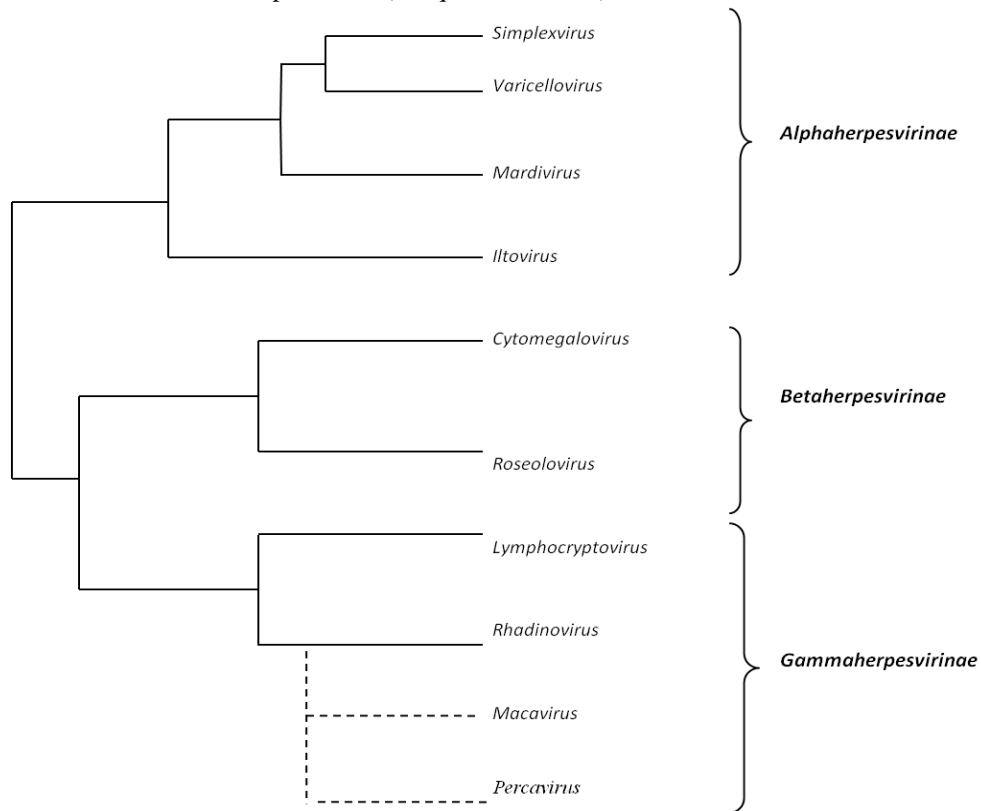 Simplexvirus
Varicellovirus
Alphaherpesvirinae
Mardivirus
Iltovirus
Cytomegalovirus
Betaherpesvirinae
Roseolovirus
Lymphocryptovirus
Rhadinovirus
Gammaherpesvirinae
Macavirus
Percavirus